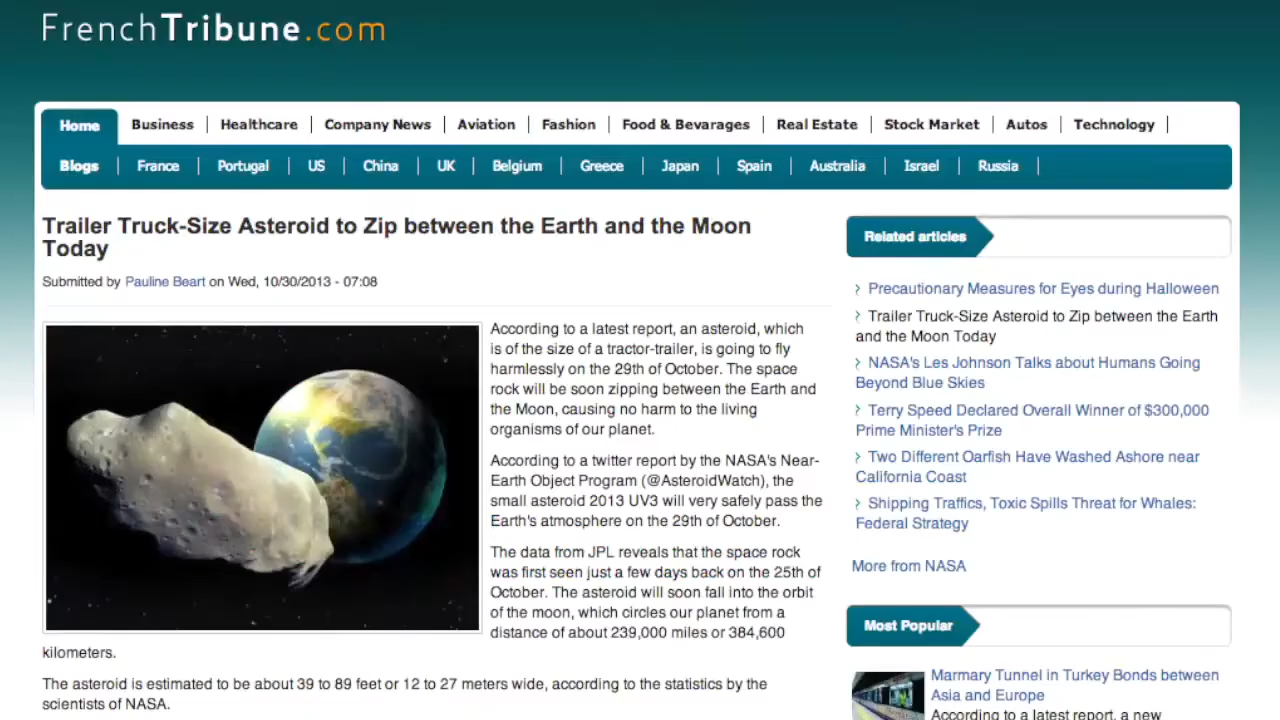 FrenchTribune.com
Home
Business
Healthcare
Company News
Aviation
Fashion
Food & Bevarages
Real Estate
Stock Market
Autos
Technology
Blogs
France
Portugal
US
China
UK
Belgium
Greece
Japan
Spain
Australia
Israel
Russia
Trailer Truck-Size Asteroid to Zip between the Earth and the Moon
Today
Submitted by Pauline Beart on Wed, 10/30/2013 - 07:08
According to a latest report, an asteroid, which
is of the size of a tractor-trailer, is going to fly
harmlessly on the 29th of October. The space
rock will be soon zipping between the Earth and
the Moon, causing no harm to the living
organisms of our planet.
According to a twitter report by the NASA's Near-
Earth Object Program (@AsteroidWatch), the
small asteroid 2013 UV3 will very safely pass the
Earth's atmosphere on the 29th of October.
The data from JPL reveals that the space rock
was first seen just a few days back on the 25th of
October. The asteroid will soon fall into the orbit
of the moon, which circles our planet from a
distance of about 239,000 miles or 384,600
kilometers.
The asteroid is estimated to be about 39 to 89 feet or 12 to 27 meters wide, according to the statistics by the
scientists of NASA.
Related articles
Precautionary Measures for Eyes during Halloween
Trailer Truck-Size Asteroid to Zip between the Earth
and the Moon Today
NASA's Les Johnson Talks about Humans Going
Beyond Blue Skies
Terry Speed Declared Overall Winner of $300,000
Prime Minister's Prize
Two Different Oarfish Have Washed Ashore near
California Coast
Shipping Traffics, Toxic Spills Threat for Whales:
Federal Strategy
More from NASA
Most Popular
Marmary Tunnel in Turkey Bonds between
Asia and Europe
According to a latest report, a new